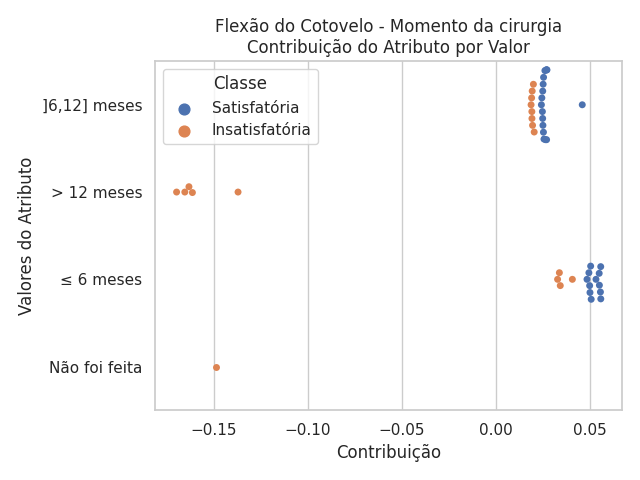 Flexão do Cotovelo - Momento da cirurgia
Contribuição do Atributo por Valor
Classe
Satisfatória
Insatisfatória
Valores do Atributo
]6,12] meses
> 12 meses
≤ 6 meses
Não foi feita
−0.15
−0.10
−0.05
0.00
0.05
Contribuição